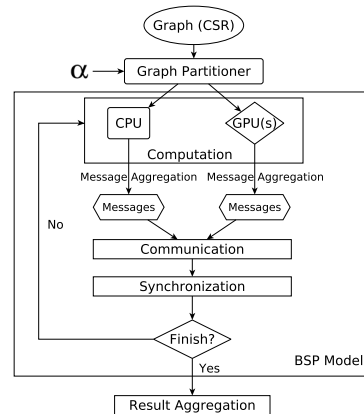 Graph (CSR)
α
Graph Partitioner
CPU
GPU(s)
Computation
Message Aggregation
Message Aggregation
Messages
Messages
No
Communication
Synchronization
Finish?
BSP Model
Yes
Result Aggregation